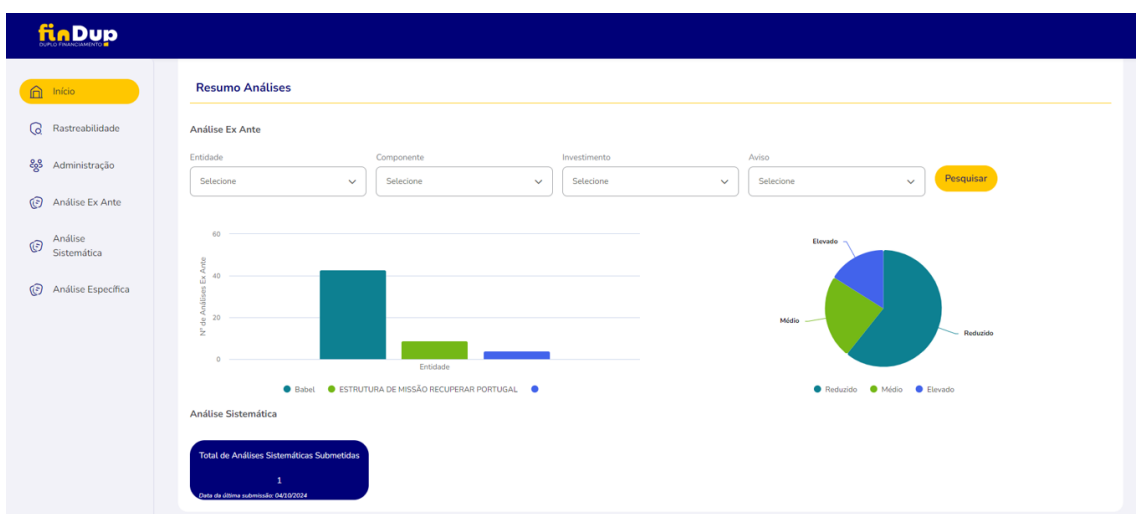 finDup
DUPLO FINANCIAMENTO
Início
Rastreabilidade
Administração
Análise Ex Ante
Análise
Sistemática
Análise Específica
Resumo Análises
Análise Ex Ante
Entidade Componente Investimento Aviso
Selecione Selecione Selecione Selecione Pesquisar
60
40
20
0
Nº de Análises Ex Ante
Entidade
Babel ESTRUTURA DE MISSÃO RECUPERAR PORTUGAL
Elevado
Médio
Reduzido
Reduzido Médio Elevado
Análise Sistemática
Total de Análises Sistemáticas Submetidas
1
Data da última submissão: 04/10/2024